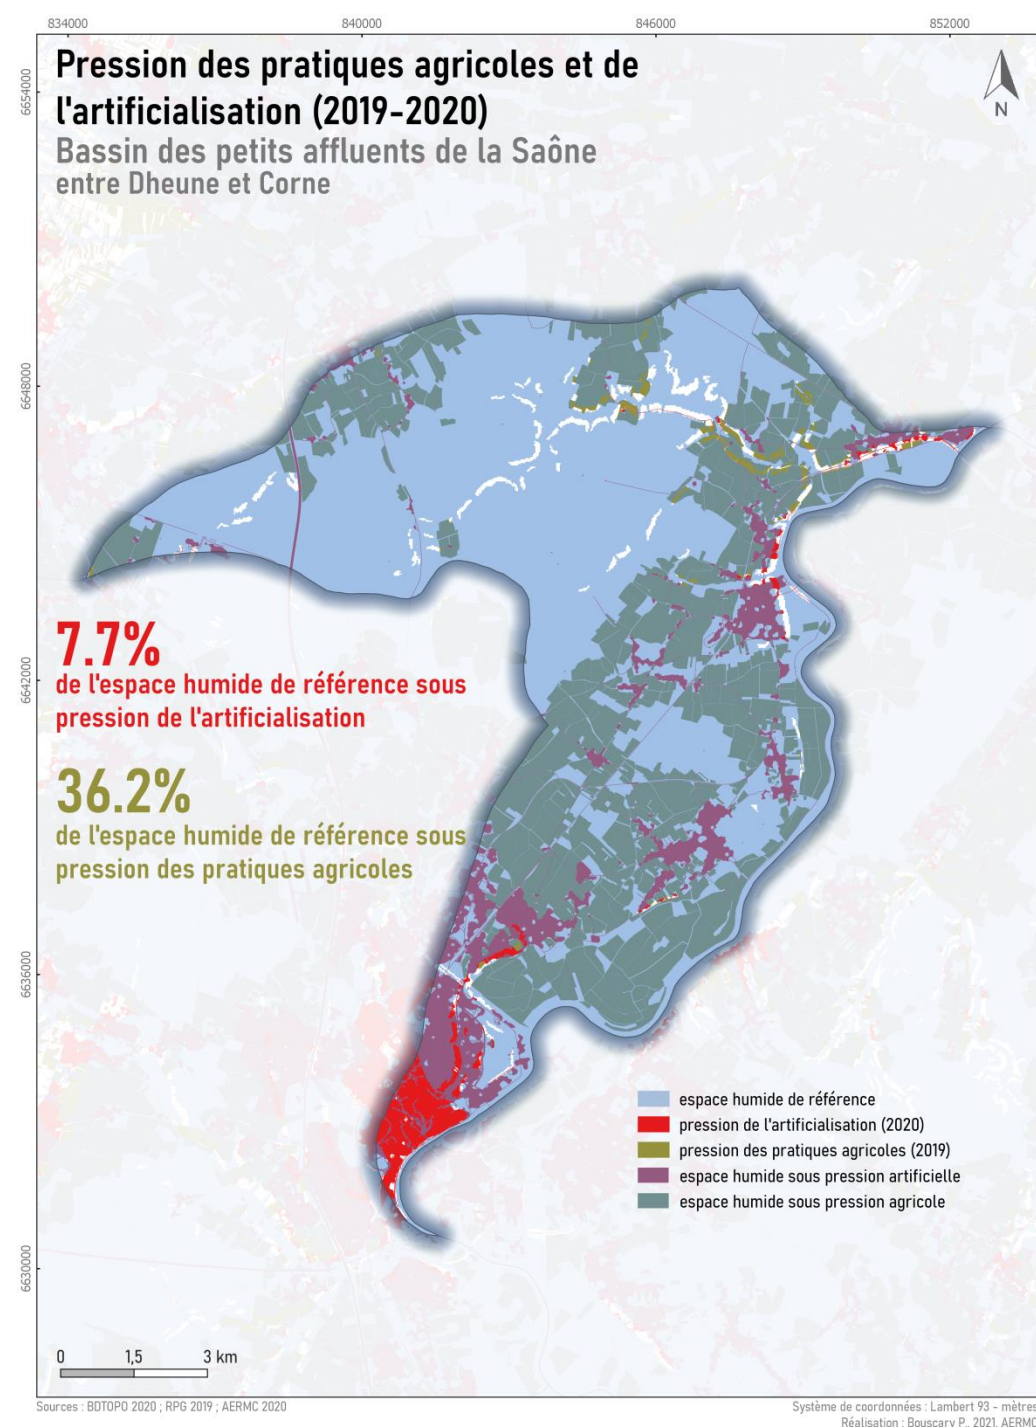 834000
840000
846000
852000
Pression des pratiques agricoles et de
l'artificialisation (2019-2020)
Bassin des petits affluents de la Saône
entre Dheune et Corne
N
6654000
6648000
6642000
6636000
6630000
7.7%
de l'espace humide de référence sous
pression de l'artificialisation
36.2%
de l'espace humide de référence sous
pression des pratiques agricoles
espace humide de référence
pression de l'artificialisation (2020)
pression des pratiques agricoles (2019)
espace humide sous pression artificielle
espace humide sous pression agricole
0 1,5 3 km
Sources : BDTOPO 2020 ; RPG 2019 ; AERMC 2020
Système de coordonnées : Lambert 93 - mètres
Réalisation : Bouscary P., 2021, AERMC